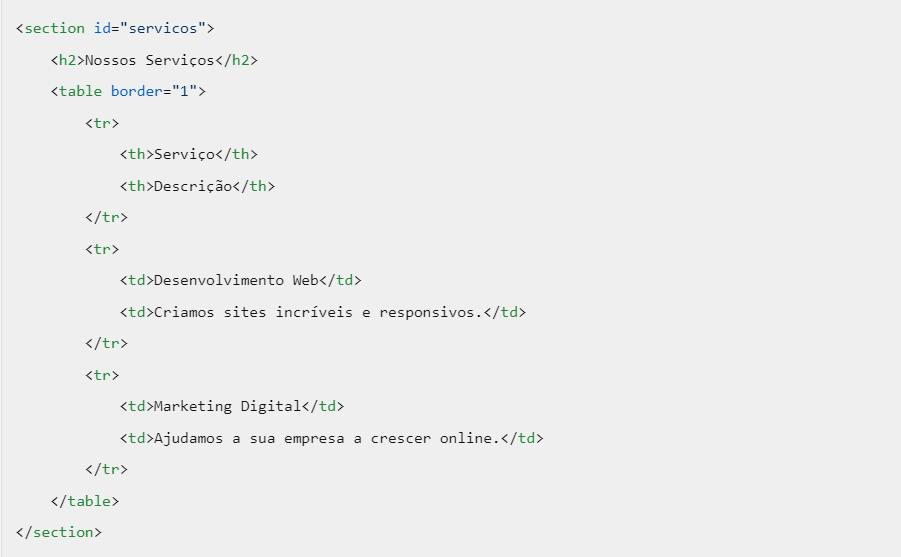 <section id="servicos">
    <h2>Nossos Serviços</h2>
    <table border="1">
        <tr>
            <th>Serviço</th>
            <th>Descrição</th>
        </tr>
        <tr>
            <td>Desenvolvimento Web</td>
            <td>Criamos sites incríveis e responsivos.</td>
        </tr>
        <tr>
            <td>Marketing Digital</td>
            <td>Ajudamos a sua empresa a crescer online.</td>
        </tr>
    </table>
</section>